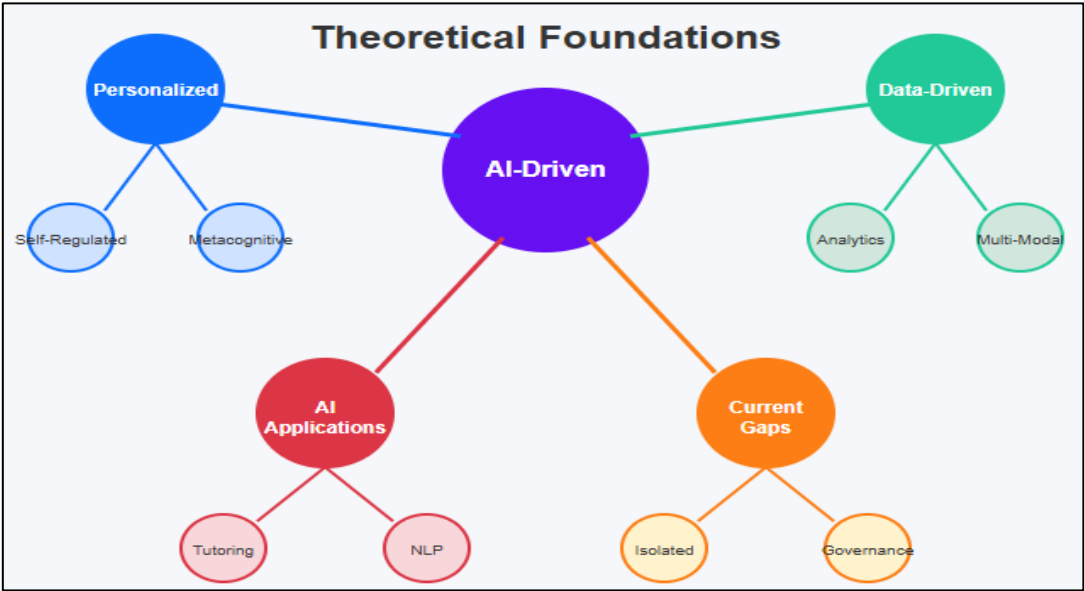 Theoretical Foundations
Personalized
Data-Driven
AI-Driven
Self-Regulated
Metacognitive
Analytics
Multi-Modal
AI
Applications
Current
Gaps
Tutoring
NLP
Isolated
Governance